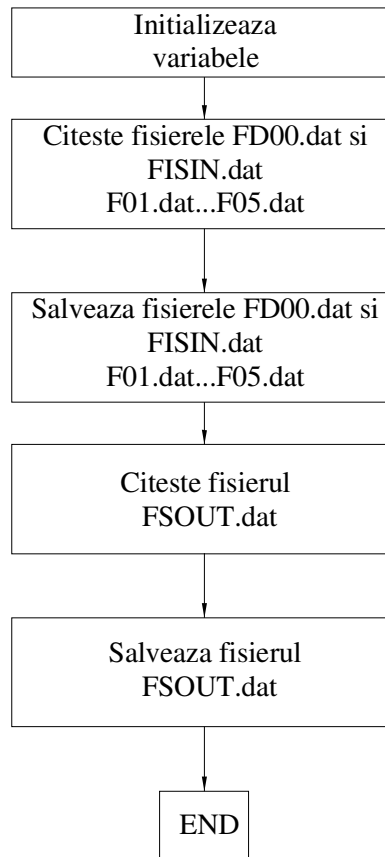 Initializeaza
variabele
Citeste fisierele FD00.dat si
FISIN.dat
F01.dat...F05.dat
Salveaza fisierele FD00.dat si
FISIN.dat
F01.dat...F05.dat
Citeste fisierul
FSOUT.dat
Salveaza fisierul
FSOUT.dat
END